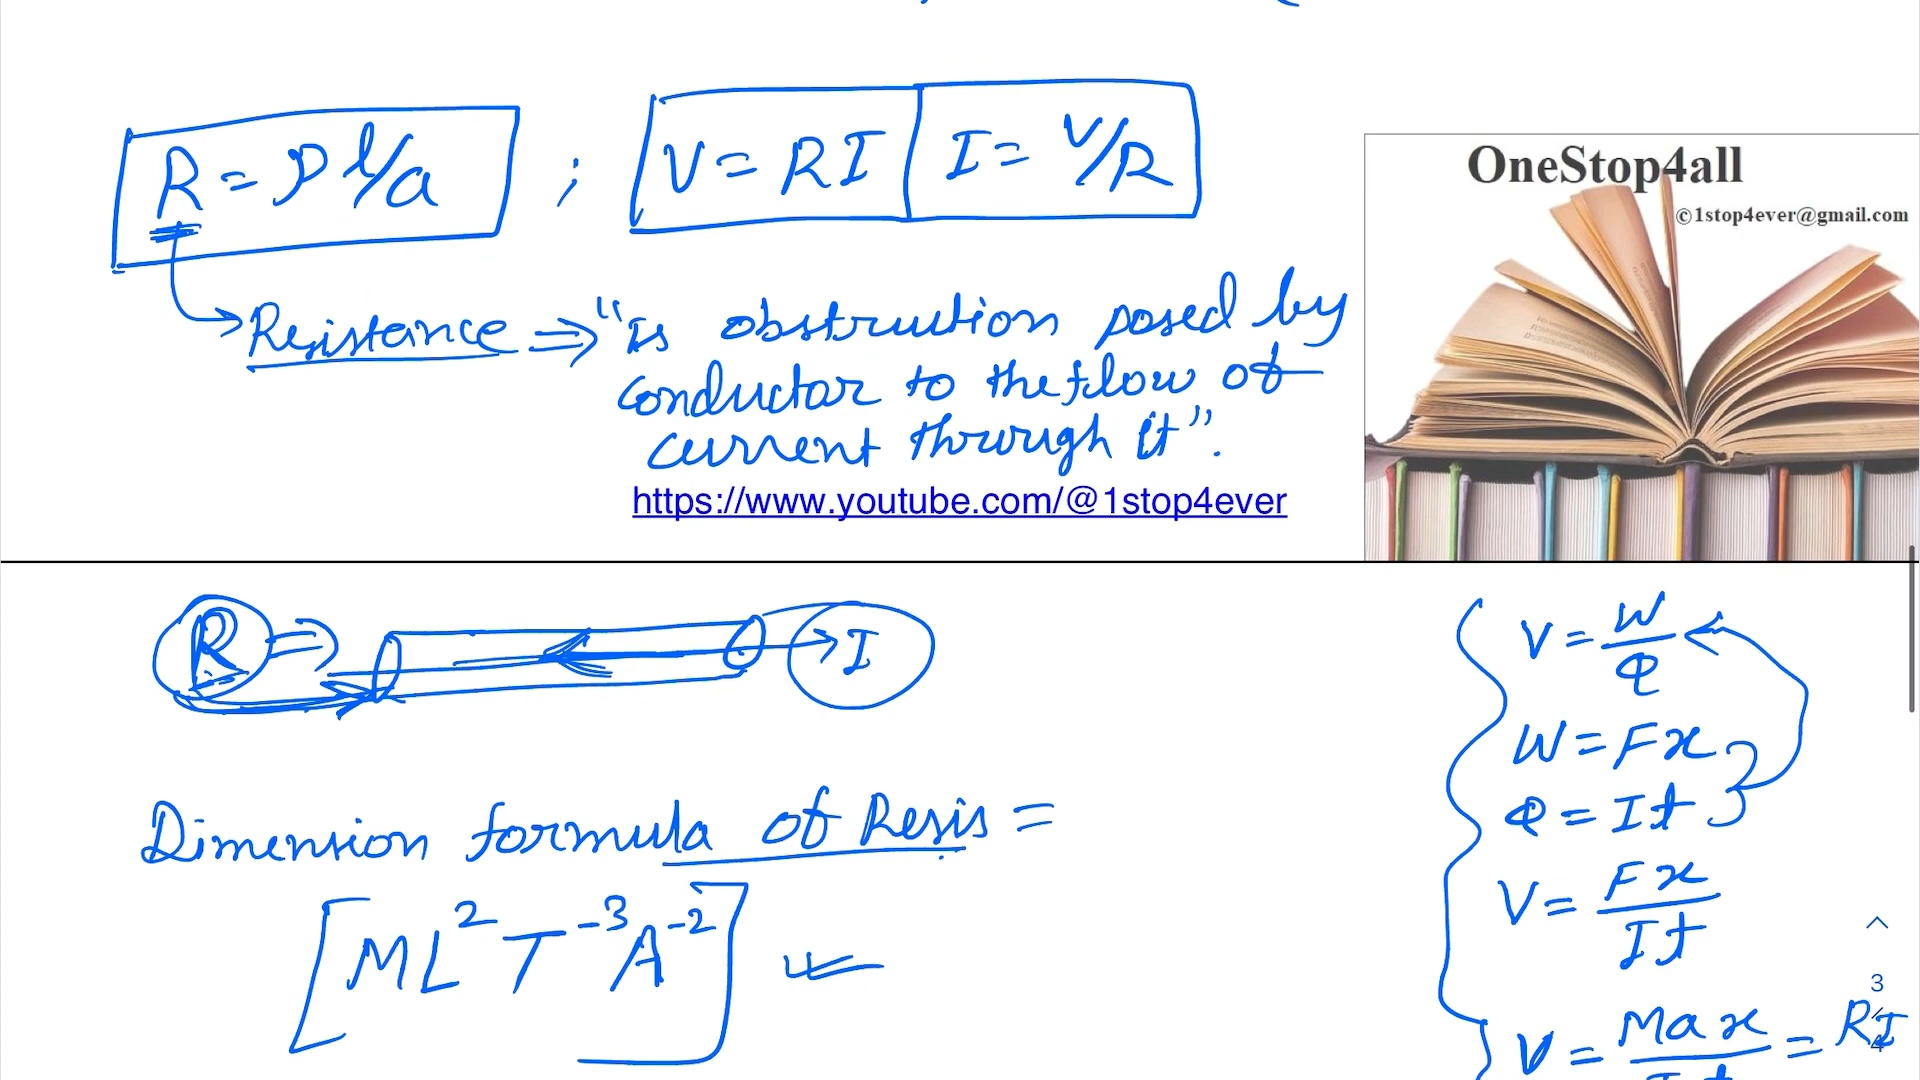 R = ρ l/a ; V = RI I = V/R
OneStop4all
©1stop4ever@gmail.com
Resistance ⇒ "Is obstruction posed by
conductor to the flow of
current through it".
https://www.youtube.com/@1stop4ever
R ⇒ I
V = W/Q
W = Fx
Q = It
Dimension formula of Resis =
V = Fx/It
[ML²T⁻³A⁻²]
3
4
V = Max/It = RI